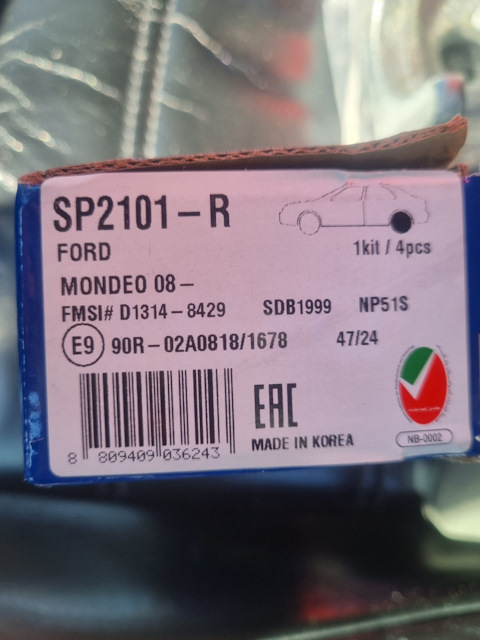 SP2101-R
FORD
1kit / 4pcs
MONDEO 08-
FMSI# D1314-8429 SDB1999 NP51S
E9 90R-02A0818/1678 47/24
EAC
MADE IN KOREA
NB-0002
8 809409 036243